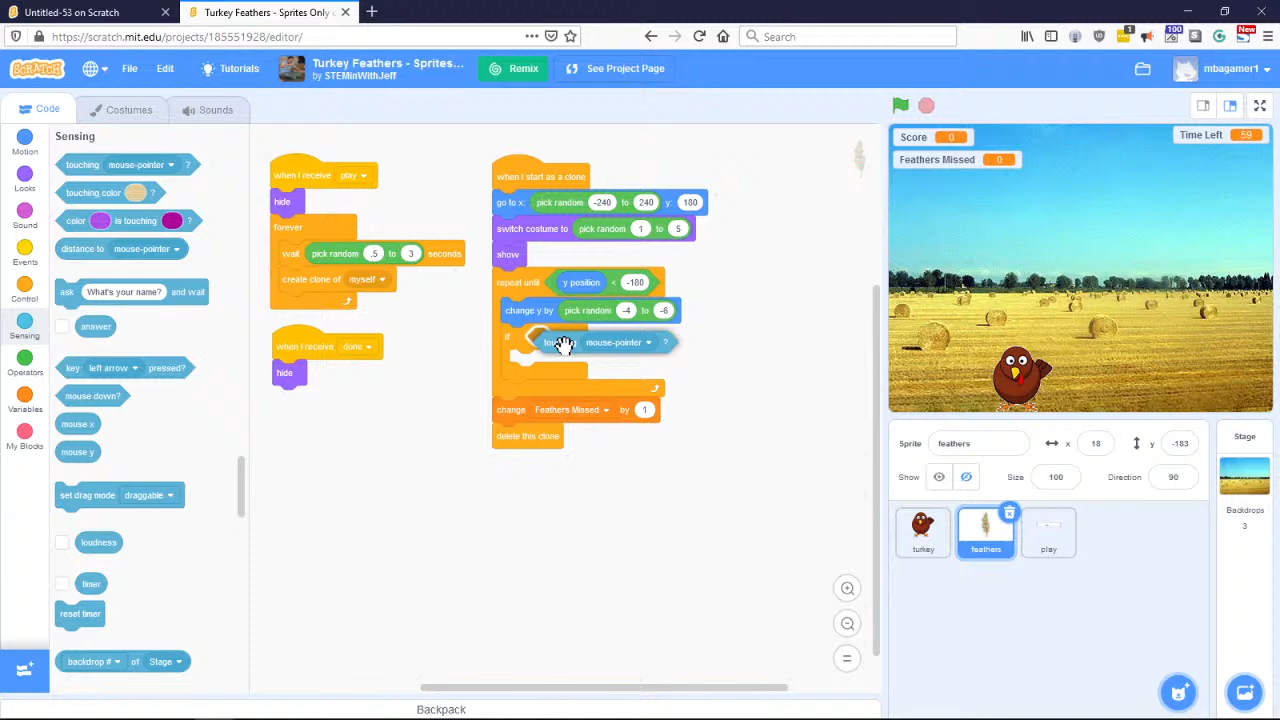 Untitled-53 on Scratch
Turkey Feathers - Sprites Only
https://scratch.mit.edu/projects/185551928/editor/
Search
100
New
SCRATCH
File
Edit
Tutorials
Turkey Feathers - Sprites...
by STEMinWithJeff
Remix
See Project Page
mbagamer1
Code
Costumes
Sounds
Motion
Looks
Sound
Events
Control
Sensing
Operators
Variables
My Blocks
Sensing
touching mouse-pointer ?
touching color ?
color is touching ?
distance to mouse-pointer
ask What's your name? and wait
answer
key left arrow pressed?
mouse down?
mouse x
mouse y
set drag mode draggable
loudness
timer
reset timer
backdrop # of Stage
when I receive play
hide
forever
wait pick random .5 to 3 seconds
create clone of myself
when I receive done
hide
when I start as a clone
go to x: pick random -240 to 240 y: 180
switch costume to pick random 1 to 5
show
repeat until y position < -180
change y by pick random -4 to -6
if mouse-pointer ?
change Feathers Missed by 1
delete this clone
Score 0
Time Left 59
Feathers Missed 0
Sprite feathers x 18 y -183
Show Size 100 Direction 90
turkey
feathers
play
Stage
Backdrops
3
Backpack